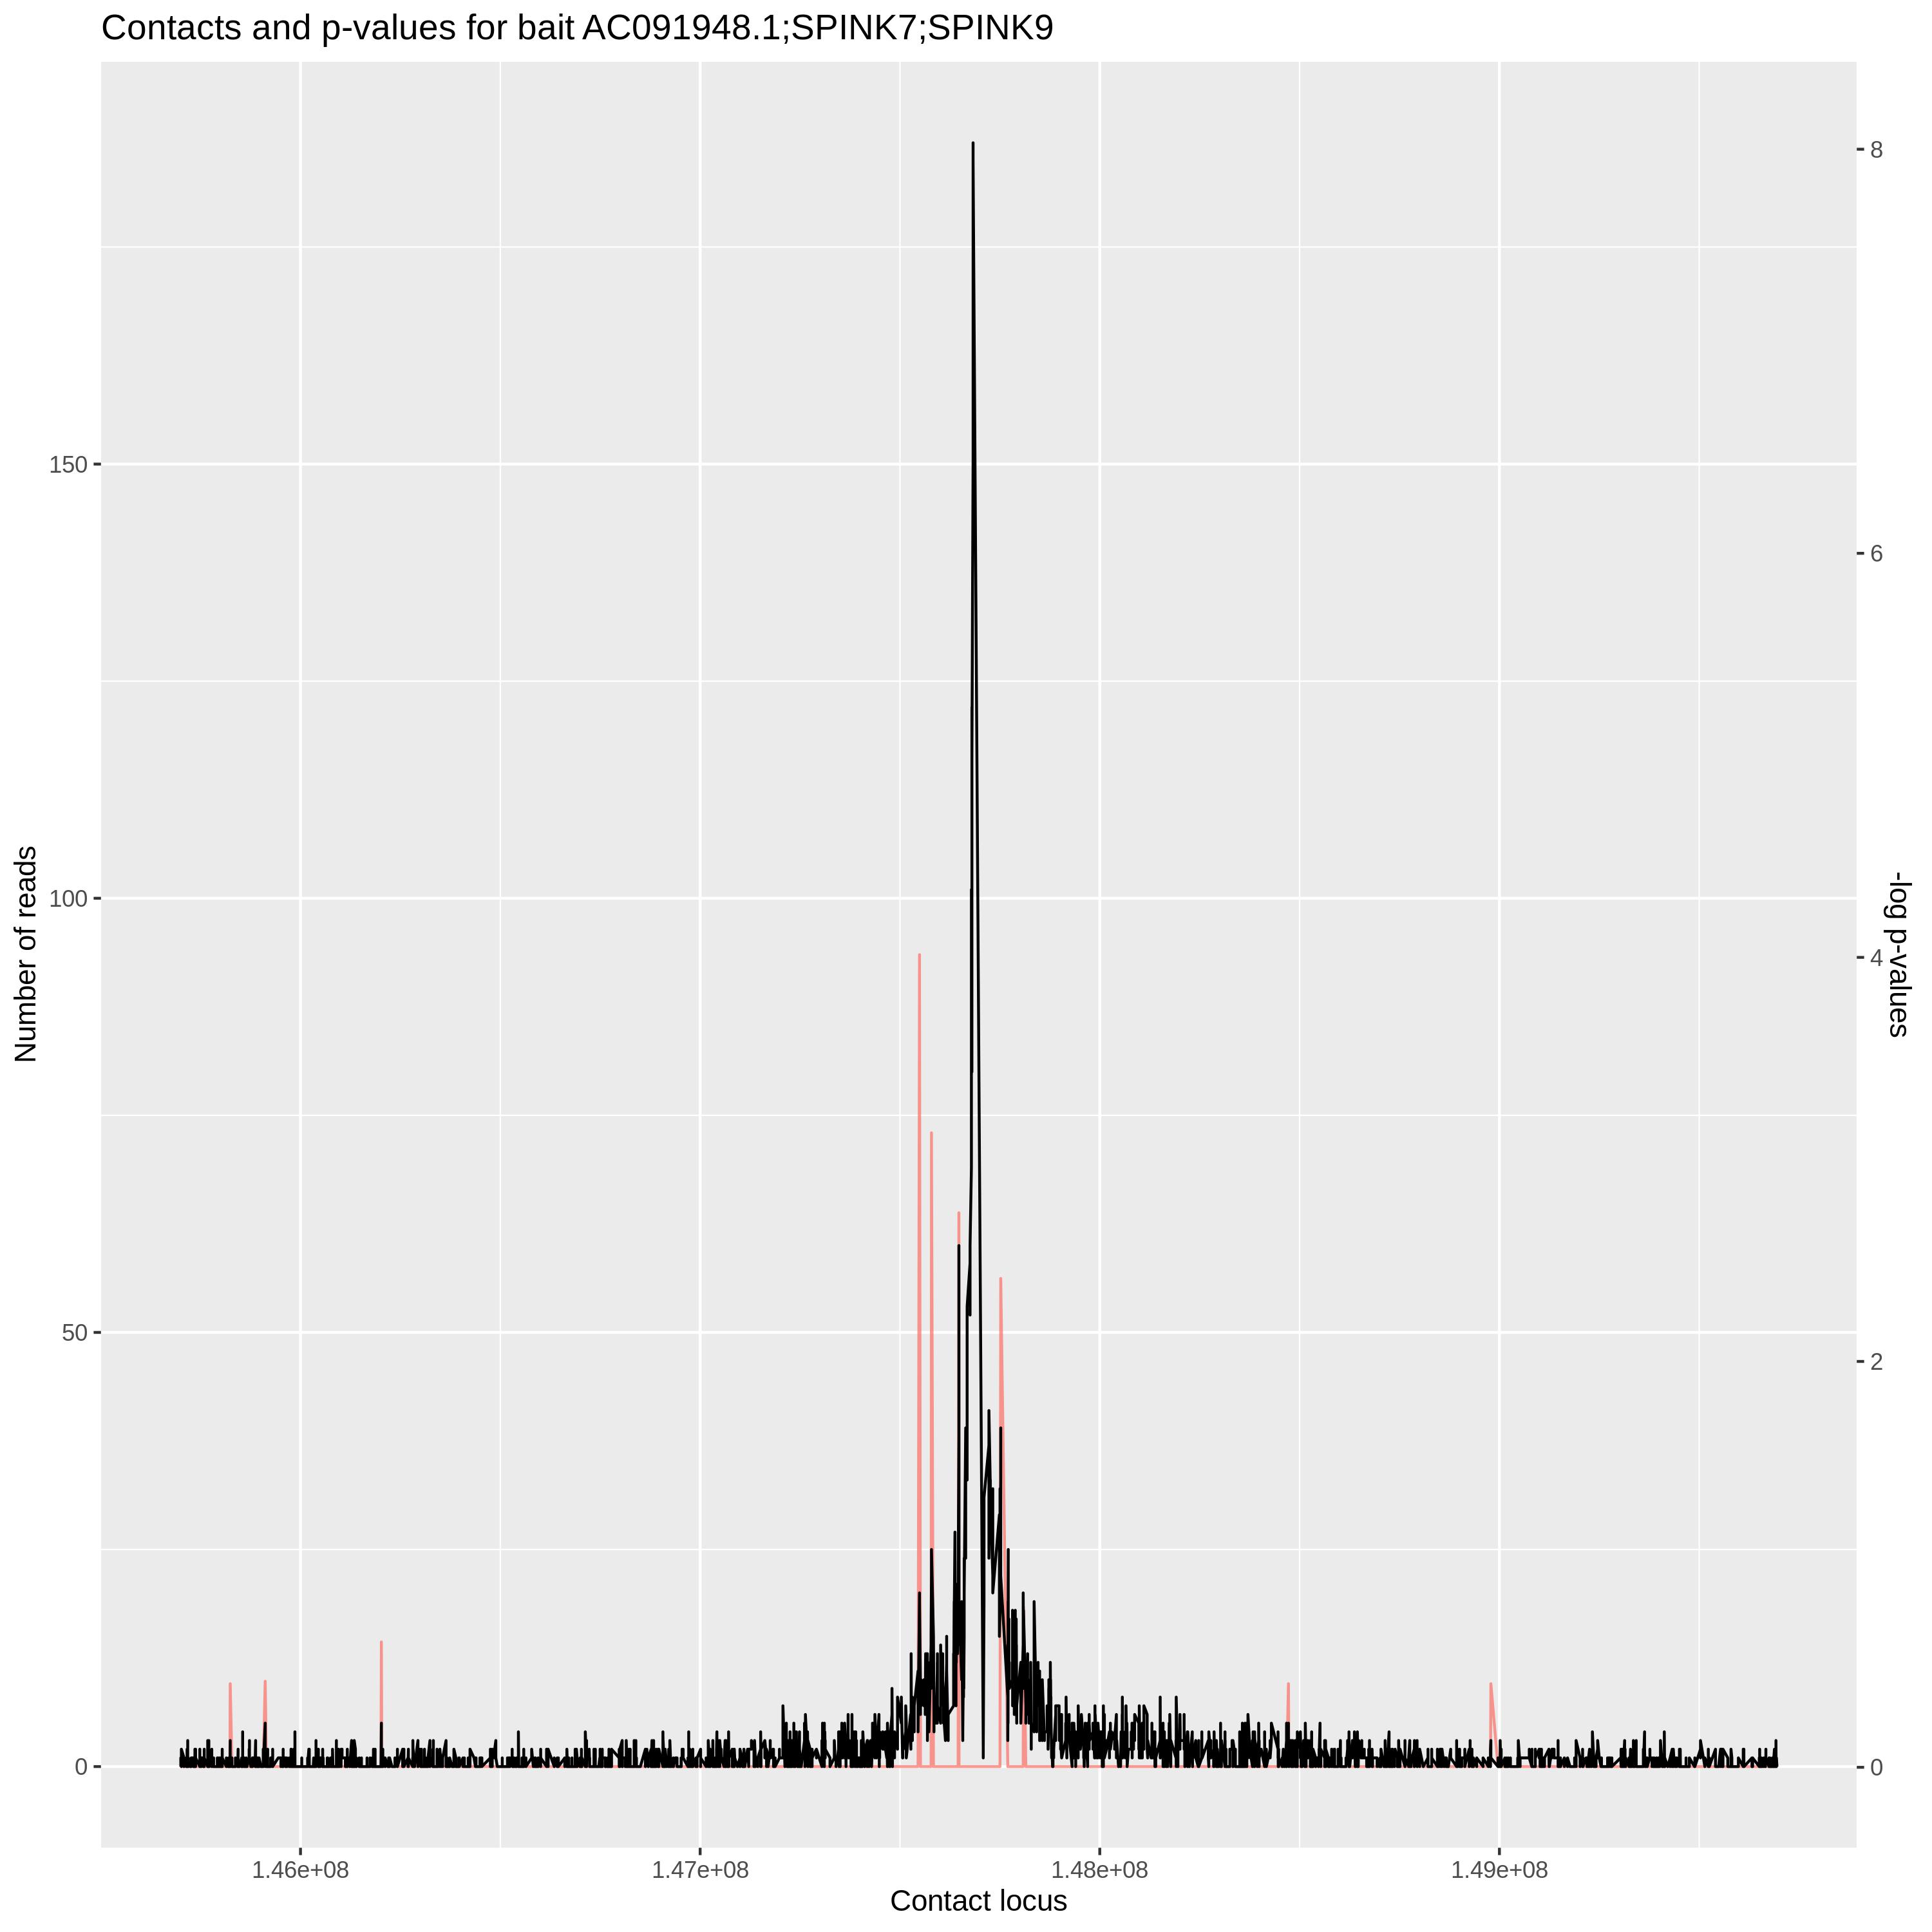 Contacts and p-values for bait AC091948.1;SPINK7;SPINK9
Number of reads
150
100
50
0
8
6
4
2
0
-log p-values
1.46e+08 1.47e+08 1.48e+08 1.49e+08
Contact locus